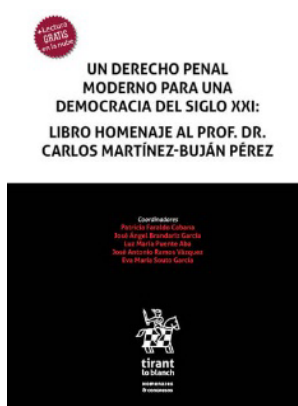 +Lectura
GRATIS
en la nube
UN DERECHO PENAL
MODERNO PARA UNA
DEMOCRACIA DEL SIGLO XXI:
LIBRO HOMENAJE AL PROF. DR.
CARLOS MARTÍNEZ-BUJÁN PÉREZ
Coordinadores
Patricia Faraldo Cabana
José Ángel Brandariz García
Luz María Puente Aba
José Antonio Ramos Vázquez
Eva María Souto García
tirant
lo blanch
homenajes
& congresos